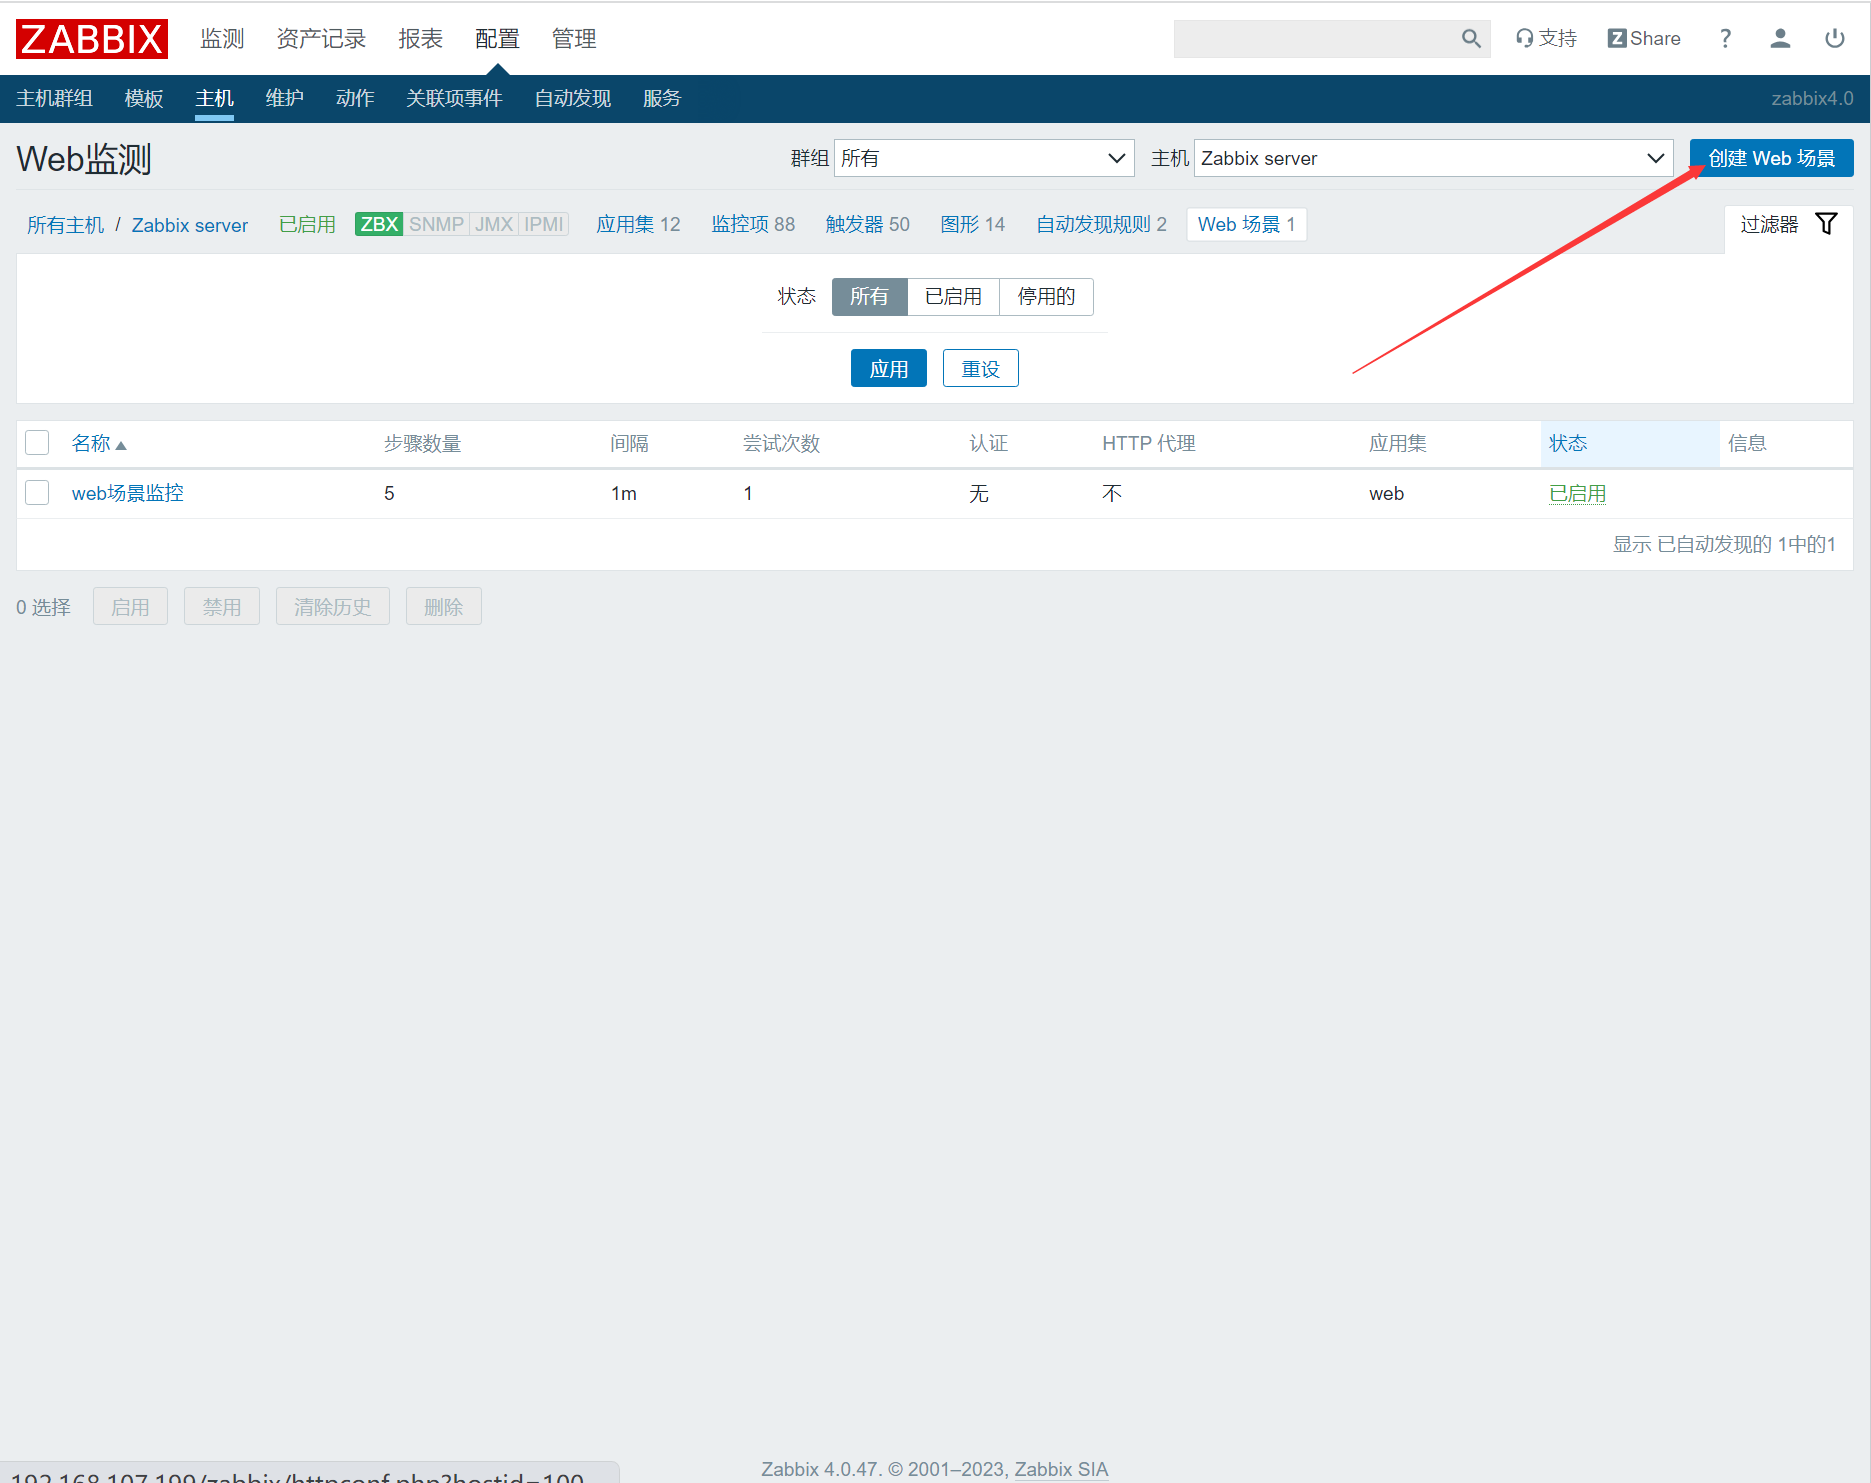 ZABBIX 监测 资产记录 报表 配置 管理 支持 Z Share ?
主机群组 模板 主机 维护 动作 关联项事件 自动发现 服务 zabbix4.0
Web监测 群组 所有 主机 Zabbix server 创建 Web 场景
所有主机 / Zabbix server 已启用 ZBX SNMP JMX IPMI 应用集 12 监控项 88 触发器 50 图形 14 自动发现规则 2 Web 场景 1 过滤器
状态 所有 已启用 停用的
应用 重设
名称 步骤数量 间隔 尝试次数 认证 HTTP 代理 应用集 状态 信息
web场景监控 5 1m 1 无 不 web 已启用
显示 已自动发现的 1中的1
0 选择 启用 禁用 清除历史 删除
Zabbix 4.0.47. © 2001–2023, Zabbix SIA
192.168.107.199/zabbix/httpconf.php?hostid=100...